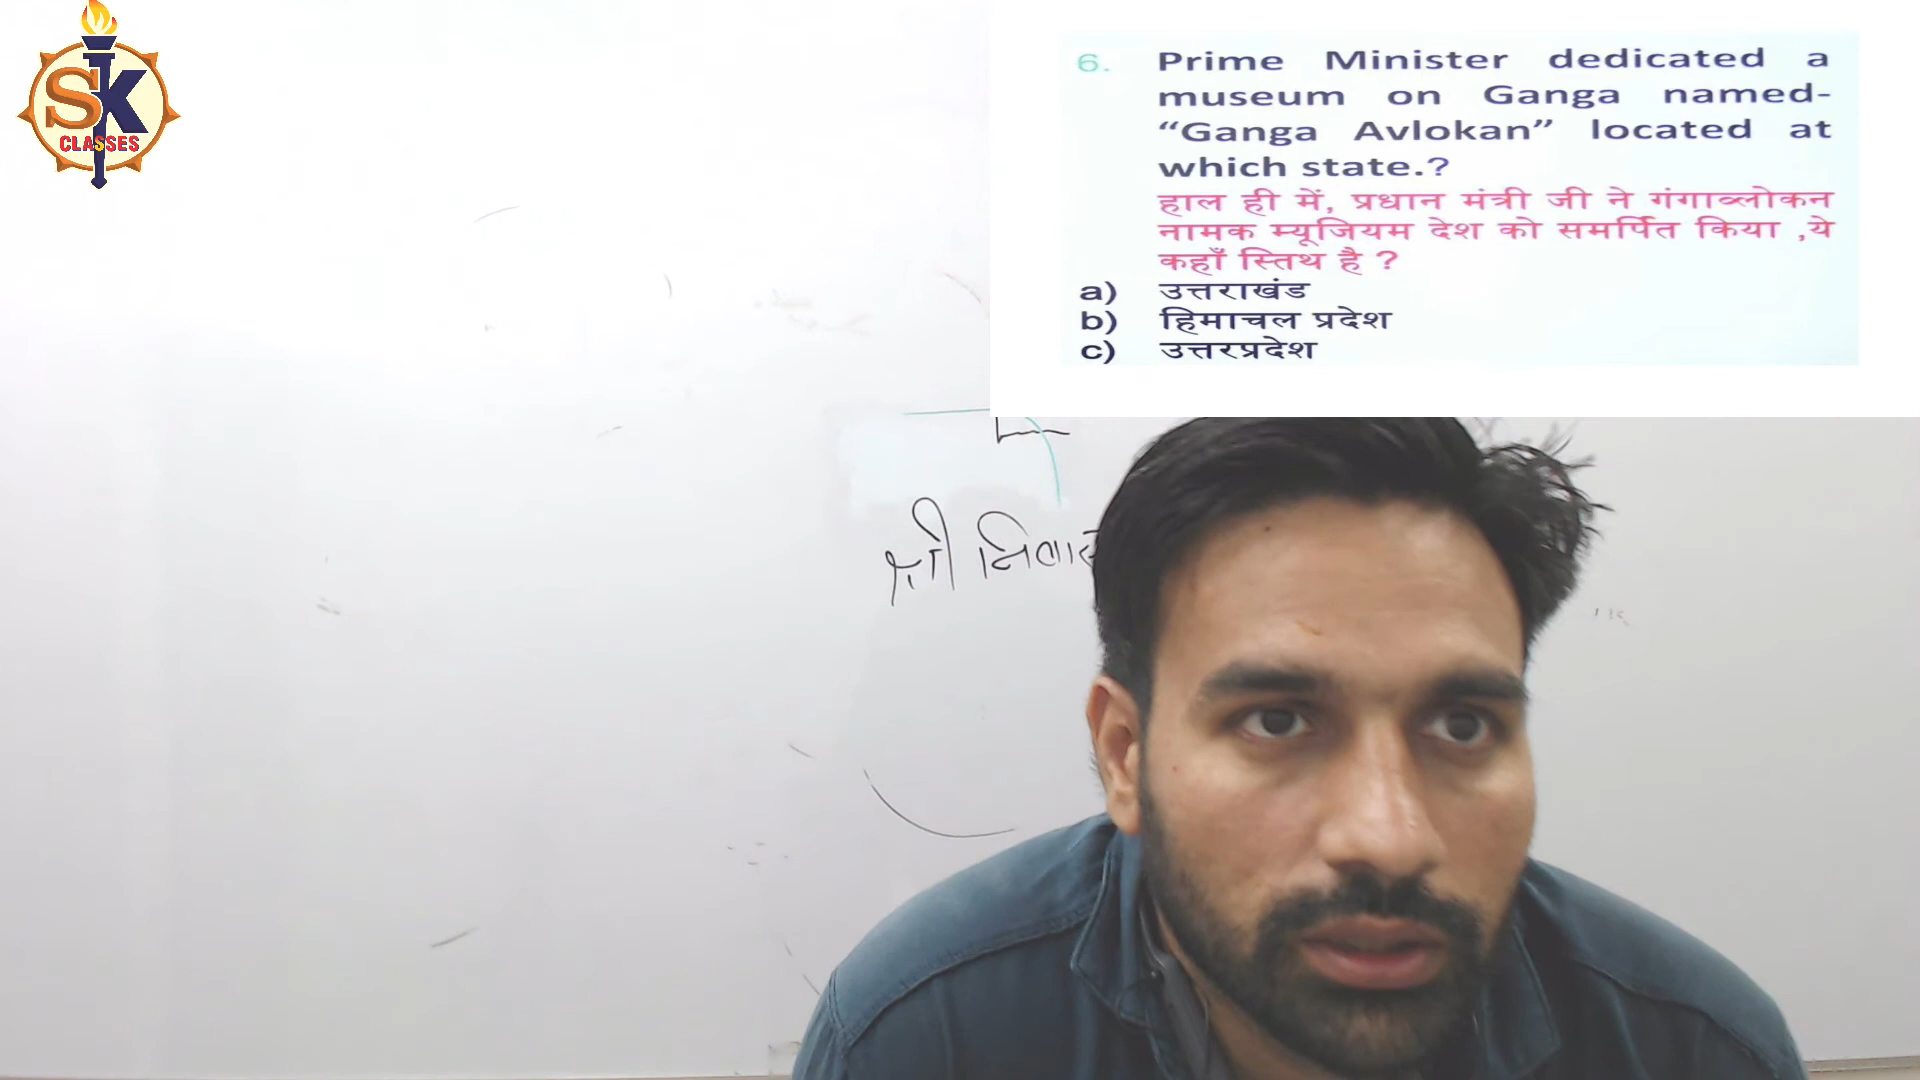 SK
CLASSES
6. Prime Minister dedicated a
museum on Ganga named-
“Ganga Avlokan” located at
which state.?
हाल ही में, प्रधान मंत्री जी ने गंगाव्लोकन
नामक म्यूजियम देश को समर्पित किया ,ये
कहाँ स्तिथ है ?
a) उत्तराखंड
b) हिमाचल प्रदेश
c) उत्तरप्रदेश
श्री